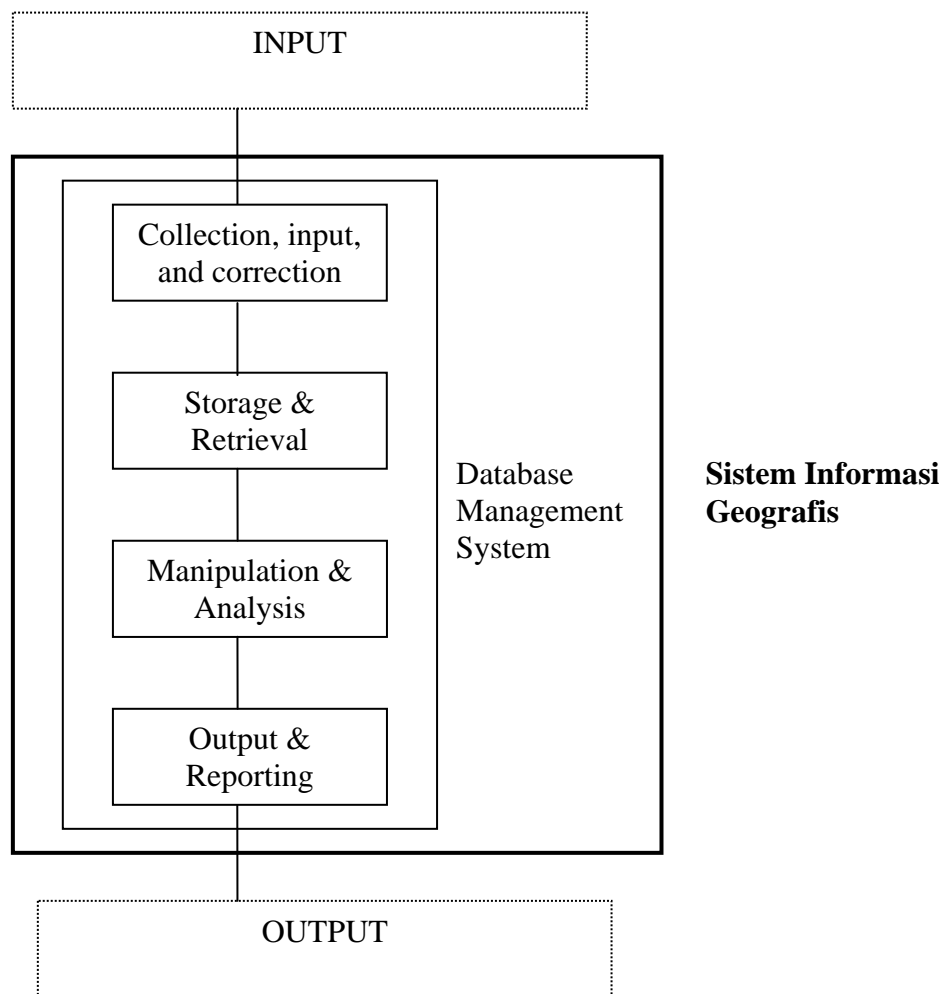 INPUT
Collection, input,
and correction
Storage &
Retrieval
Database
Management
System
Sistem Informasi
Geografis
Manipulation &
Analysis
Output &
Reporting
OUTPUT